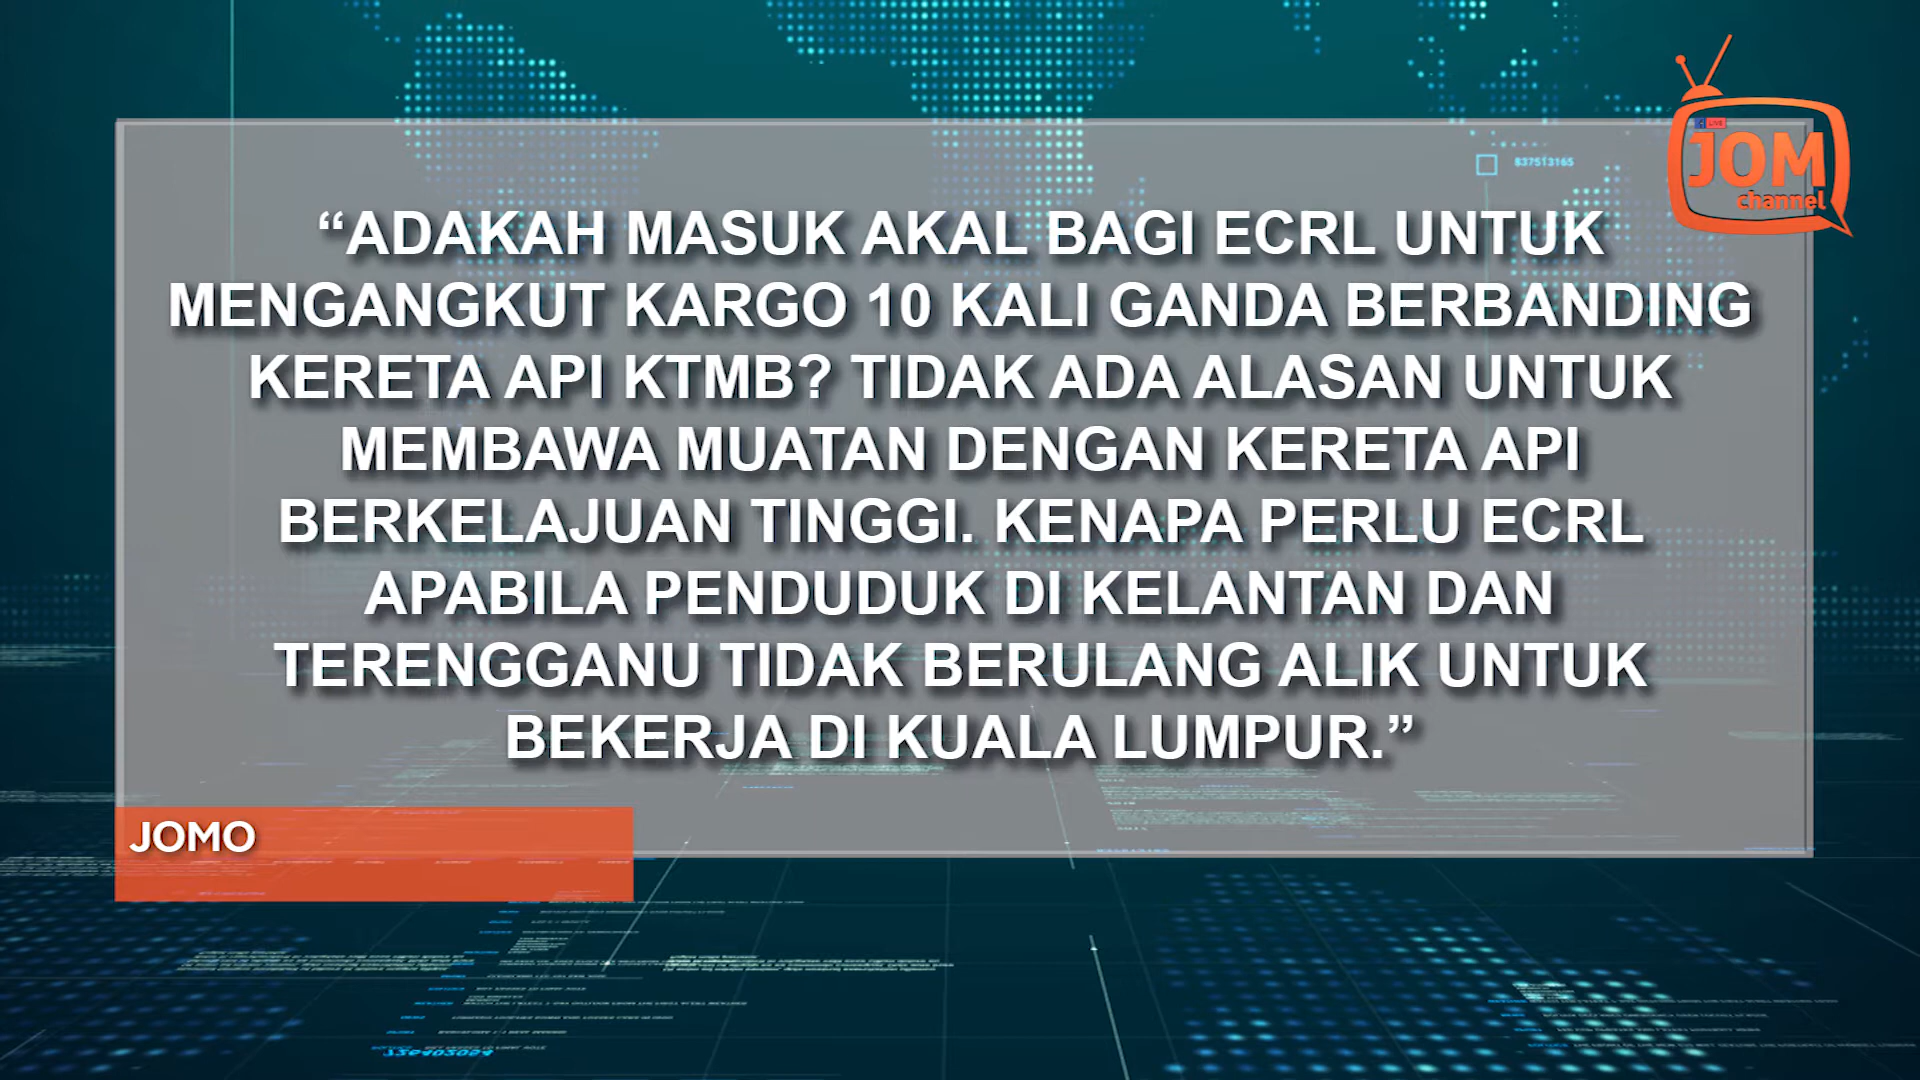 LIVE
JOM
channel
837513165
“ADAKAH MASUK AKAL BAGI ECRL UNTUK
MENGANGKUT KARGO 10 KALI GANDA BERBANDING
KERETA API KTMB? TIDAK ADA ALASAN UNTUK
MEMBAWA MUATAN DENGAN KERETA API
BERKELAJUAN TINGGI. KENAPA PERLU ECRL
APABILA PENDUDUK DI KELANTAN DAN
TERENGGANU TIDAK BERULANG ALIK UNTUK
BEKERJA DI KUALA LUMPUR.”
JOMO